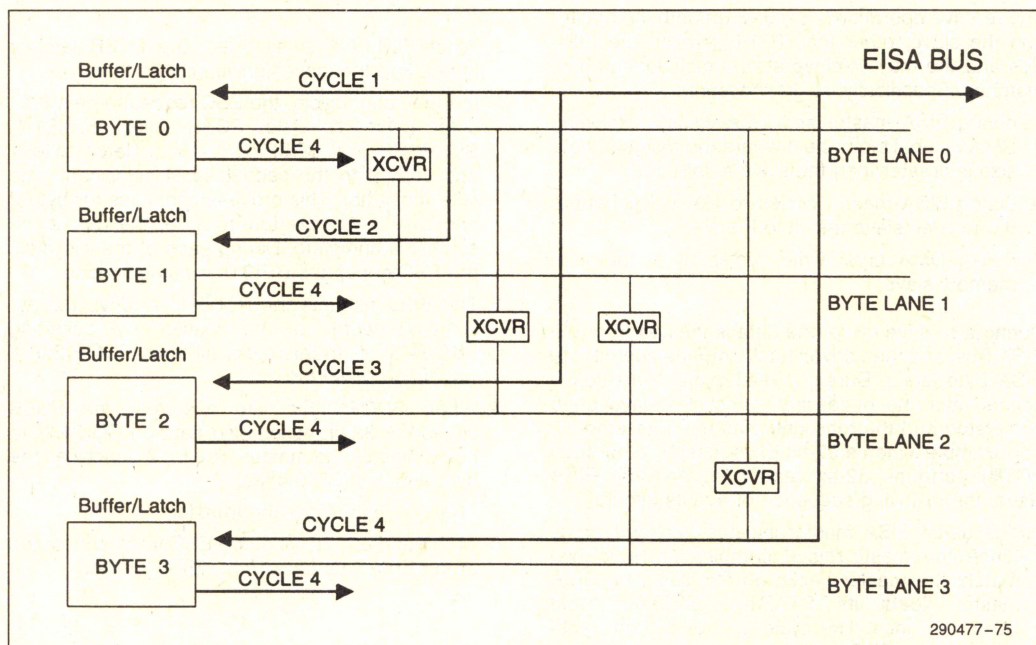 EISA BUS
Buffer/Latch
CYCLE 1
BYTE 0
CYCLE 4
XCVR
BYTE LANE 0
Buffer/Latch
CYCLE 2
BYTE 1
CYCLE 4
BYTE LANE 1
XCVR
XCVR
Buffer/Latch
CYCLE 3
BYTE 2
CYCLE 4
BYTE LANE 2
XCVR
Buffer/Latch
CYCLE 4
BYTE 3
CYCLE 4
BYTE LANE 3
290477–75